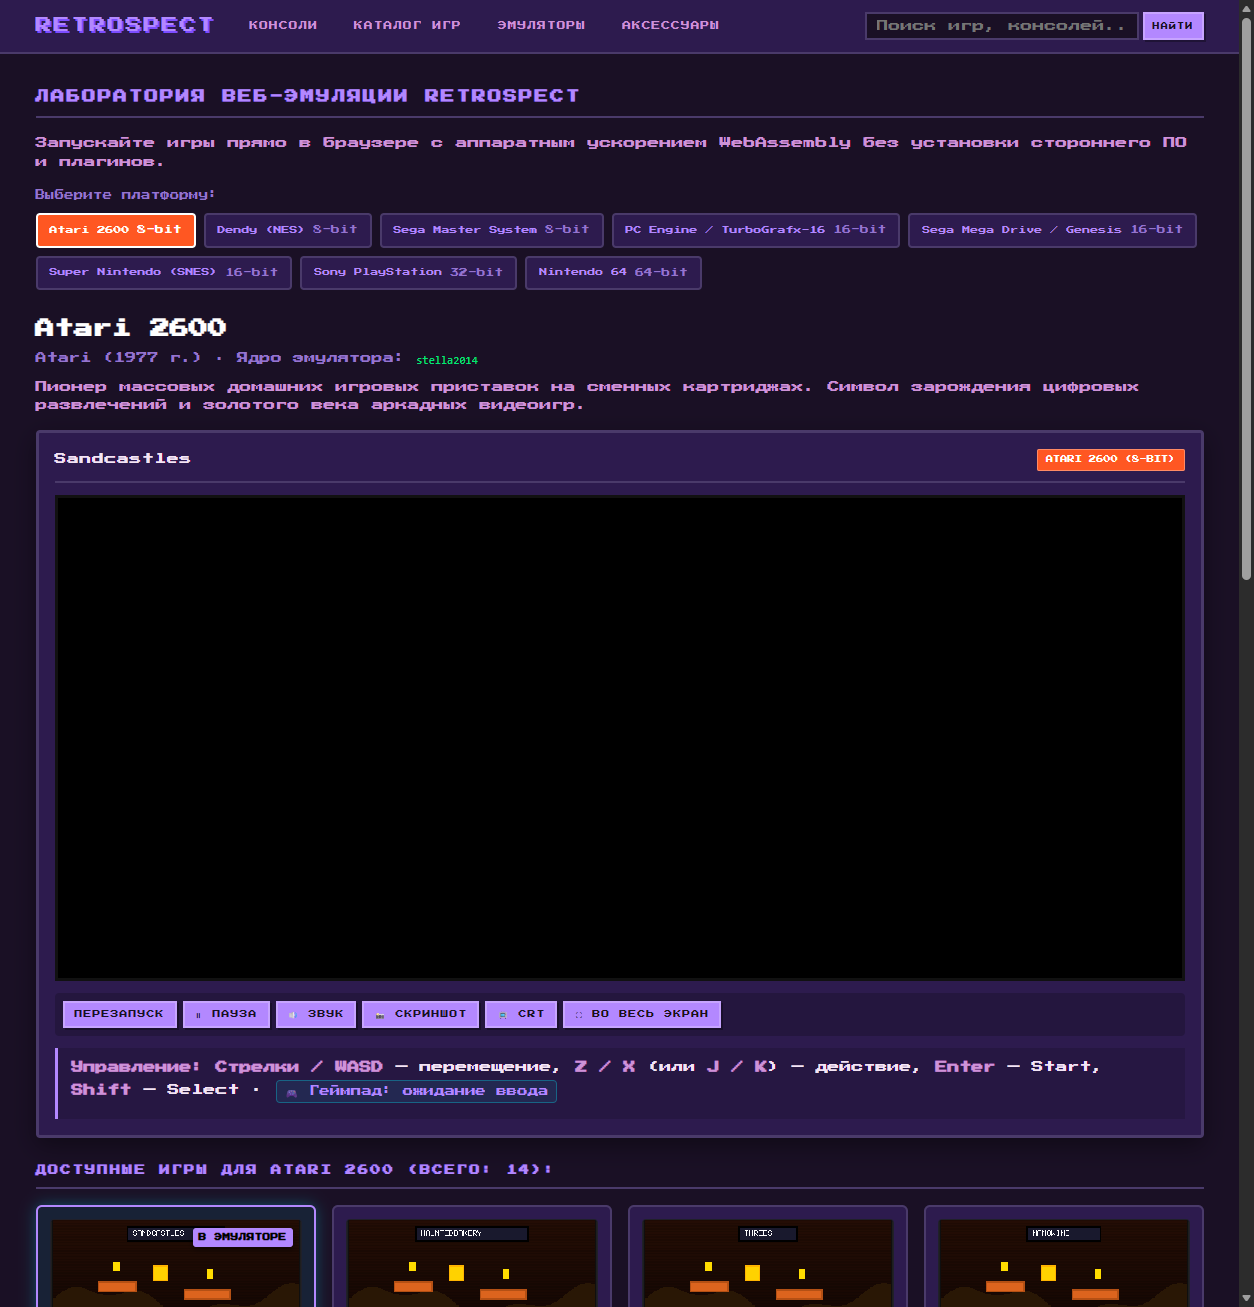 RETROSPECT
КОНСОЛИ
КАТАЛОГ ИГР
ЭМУЛЯТОРЫ
АКСЕССУАРЫ
Поиск игр, консолей..
НАЙТИ
ЛАБОРАТОРИЯ ВЕБ-ЭМУЛЯЦИИ RETROSPECT
Запускайте игры прямо в браузере с аппаратным ускорением WebAssembly без установки стороннего ПО
и плагинов.
Выберите платформу:
Atari 2600 8-bit
Dendy (NES) 8-bit
Sega Master System 8-bit
PC Engine / TurboGrafx-16 16-bit
Sega Mega Drive / Genesis 16-bit
Super Nintendo (SNES) 16-bit
Sony PlayStation 32-bit
Nintendo 64 64-bit
Atari 2600
Atari (1977 г.) · Ядро эмулятора: stella2014
Пионер массовых домашних игровых приставок на сменных картриджах. Символ зарождения цифровых
развлечений и золотого века аркадных видеоигр.
Sandcastles
ATARI 2600 (8-BIT)
ПЕРЕЗАПУСК
ПАУЗА
ЗВУК
СКРИНШОТ
CRT
ВО ВЕСЬ ЭКРАН
Управление: Стрелки / WASD — перемещение, Z / X (или J / K) — действие, Enter — Start,
Shift — Select · Геймпад: ожидание ввода
ДОСТУПНЫЕ ИГРЫ ДЛЯ ATARI 2600 (ВСЕГО: 14):
SANDCASTLES
В ЭМУЛЯТОРЕ
THREES